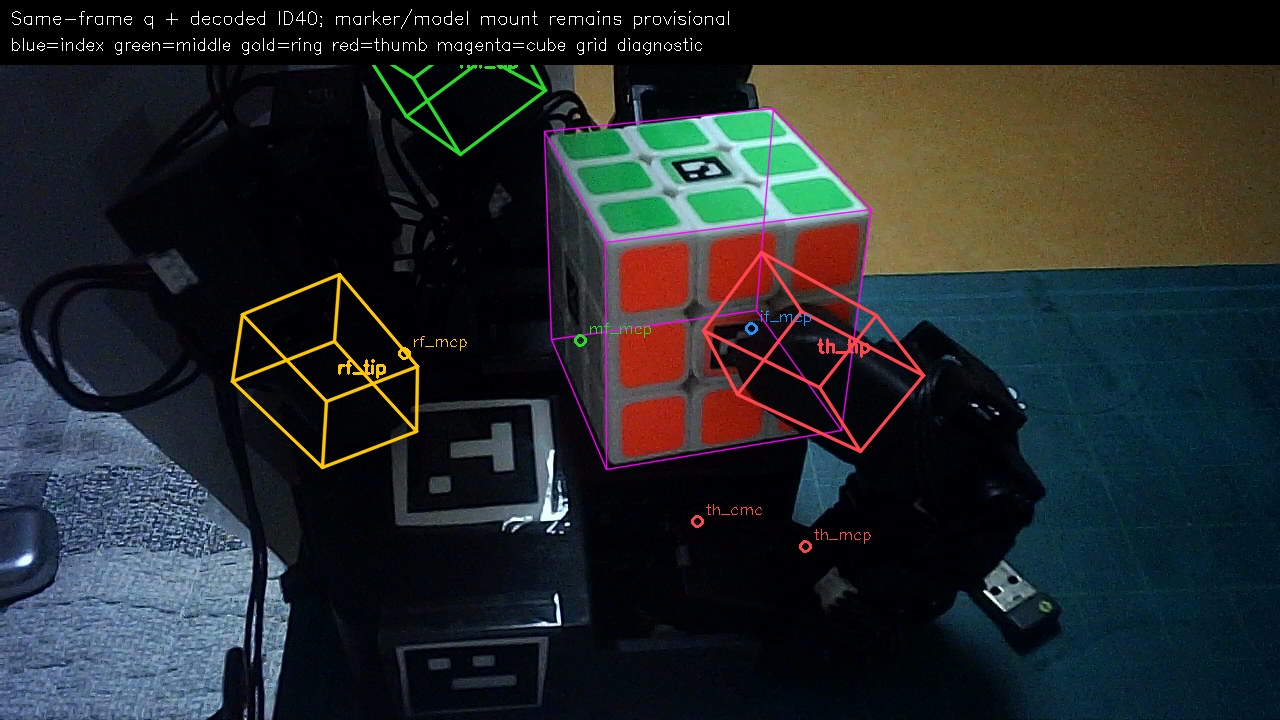 Same-frame q + decoded ID40; marker/model mount remains provisional
blue=index green=middle gold=ring red=thumb magenta=cube grid diagnostic
if_mcp
mf_mcp
rf_mcp
th_tip
rf_tip
th_cmc
th_mcp